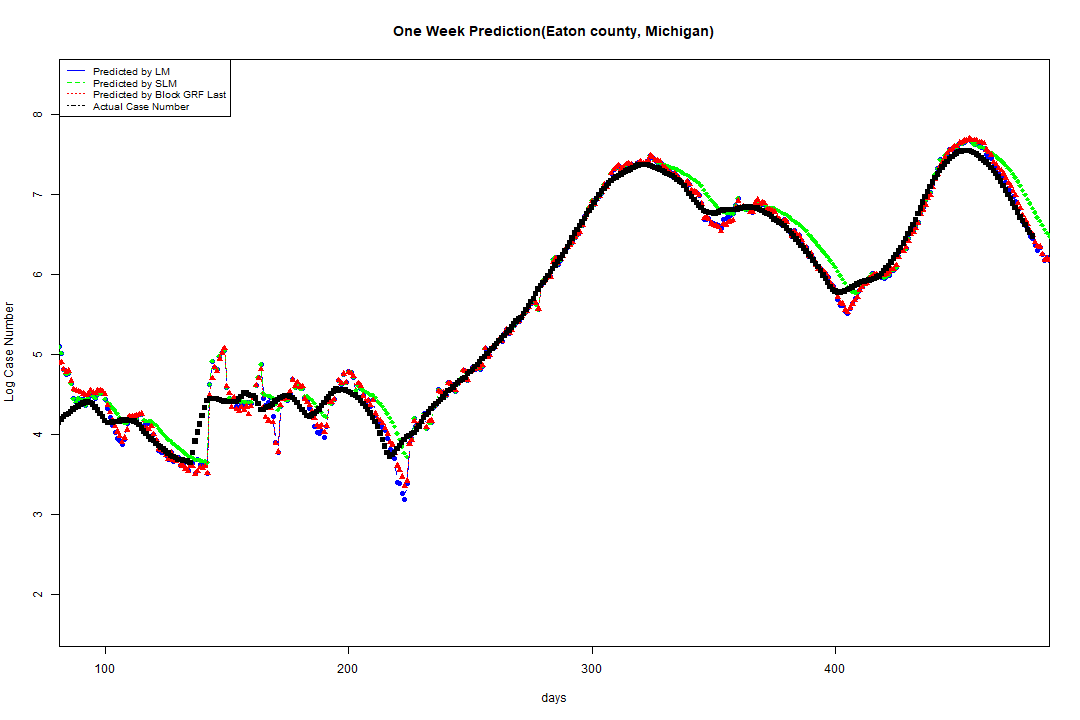 One Week Prediction(Eaton county, Michigan)
Predicted by LM
Predicted by SLM
Predicted by Block GRF Last
Actual Case Number
Log Case Number
8
7
6
5
4
3
2
100 200 300 400
days